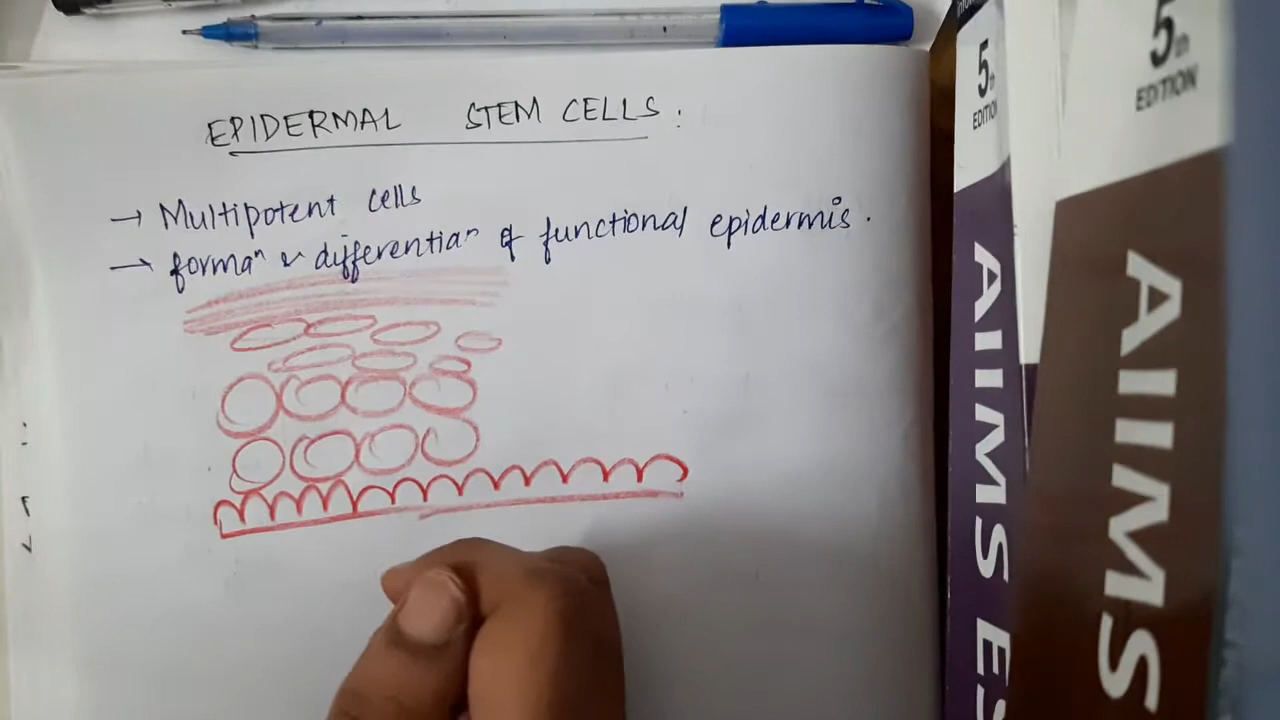 EPIDERMAL STEM CELLS :
→ Multipotent cells
→ formaⁿ & differentiaⁿ of functional epidermis .
5th
EDITION
AIIMS
5th
EDITION
AIIMS